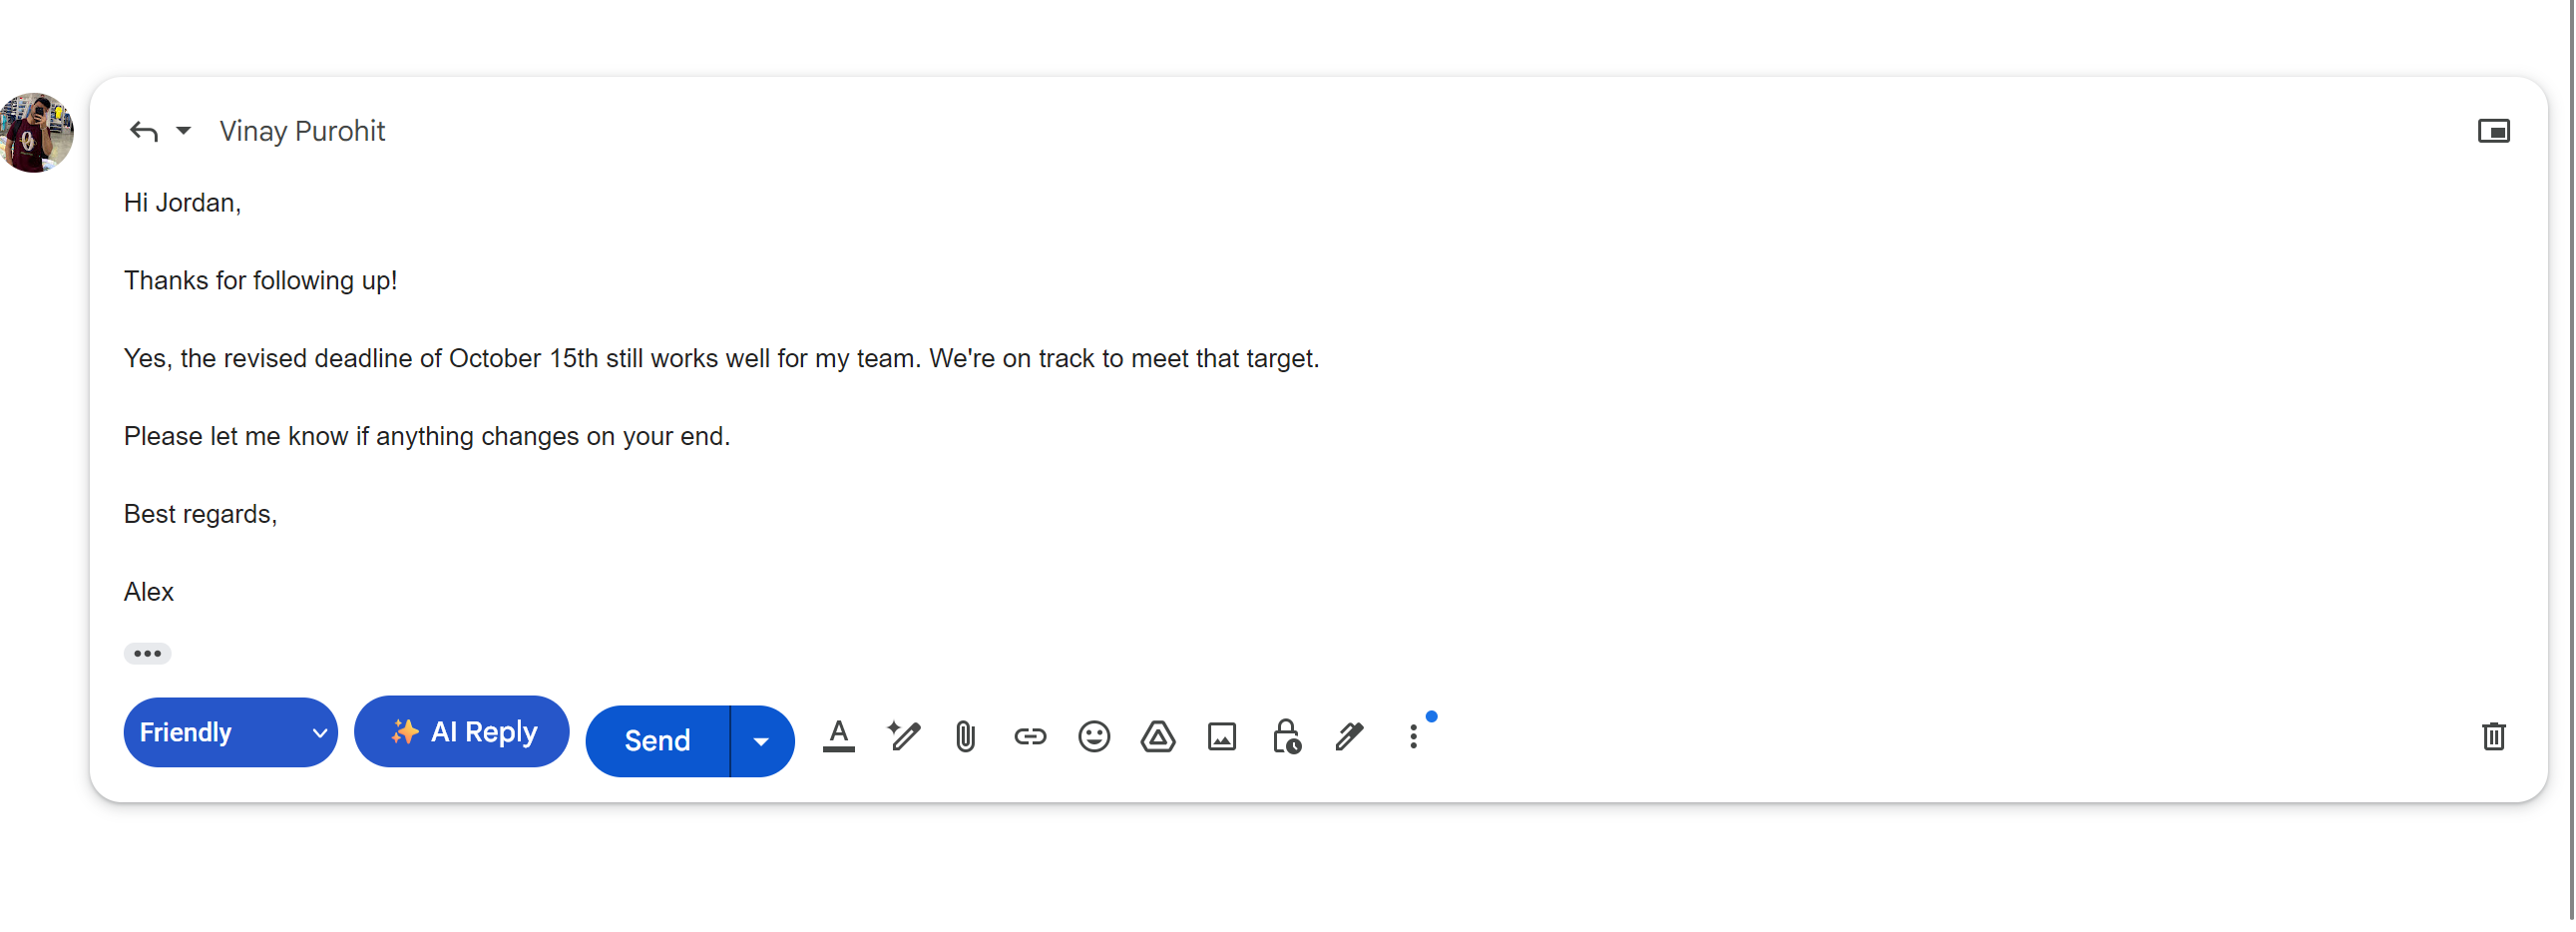 Vinay Purohit
Hi Jordan,
Thanks for following up!
Yes, the revised deadline of October 15th still works well for my team. We're on track to meet that target.
Please let me know if anything changes on your end.
Best regards,
Alex
Friendly
AI Reply
Send